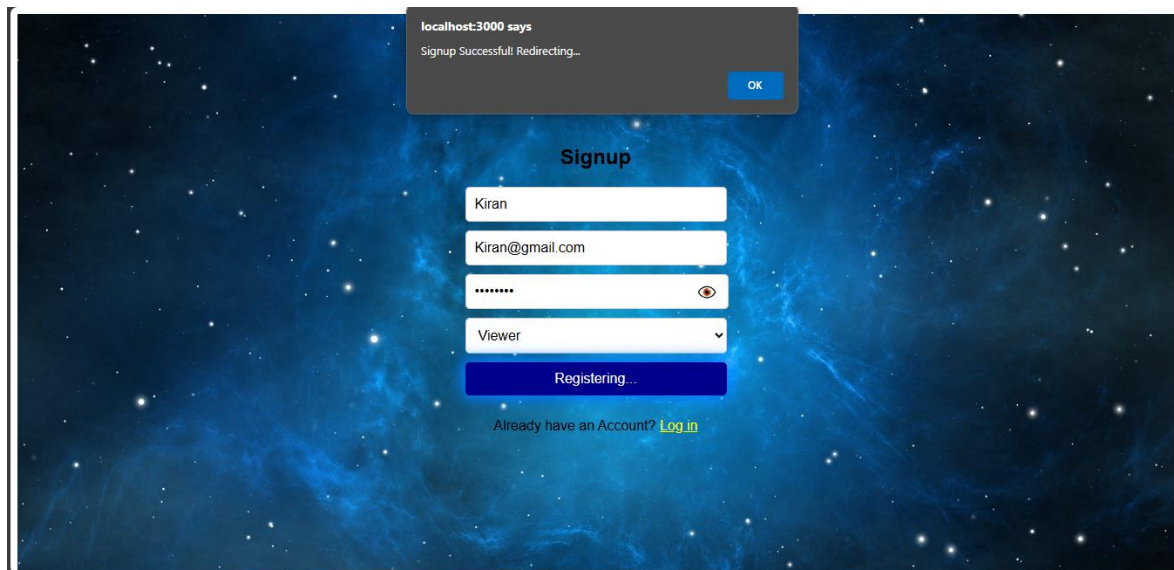 localhost:3000 says
Signup Successful! Redirecting...
OK
Signup
Kiran
Kiran@gmail.com
••••••••
Viewer
Registering...
Already have an Account? Log in